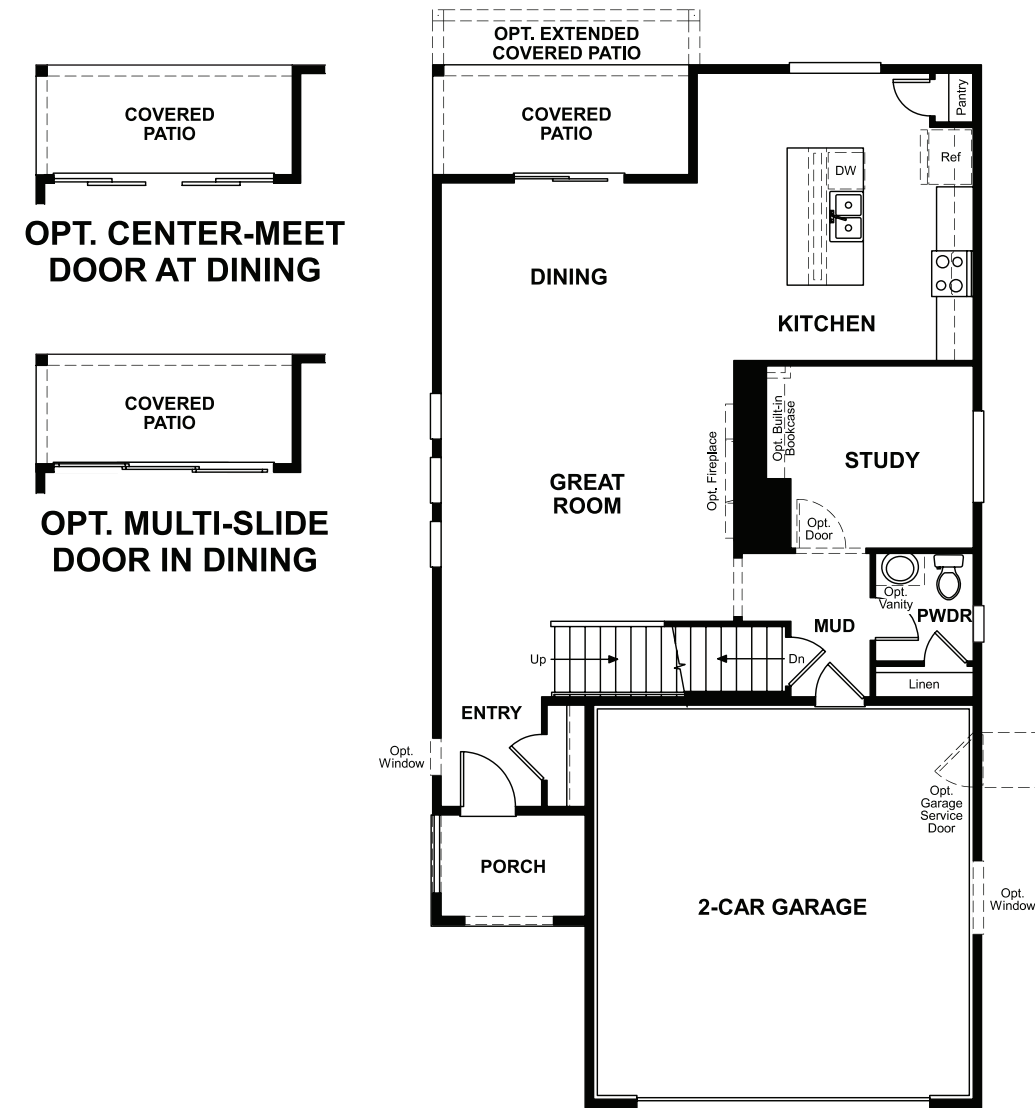 OPT. EXTENDED
COVERED PATIO
COVERED
PATIO
OPT. CENTER-MEET
DOOR AT DINING
COVERED
PATIO
OPT. MULTI-SLIDE
DOOR IN DINING
COVERED
PATIO
Pantry
Ref
DW
DINING
KITCHEN
Opt. Built-in
Bookcase
Opt. Fireplace
STUDY
GREAT
ROOM
Opt.
Door
Opt.
Vanity
PWDR
MUD
Up
Dn
Linen
ENTRY
Opt.
Window
Opt.
Garage
Service
Door
PORCH
2-CAR GARAGE
Opt.
Window